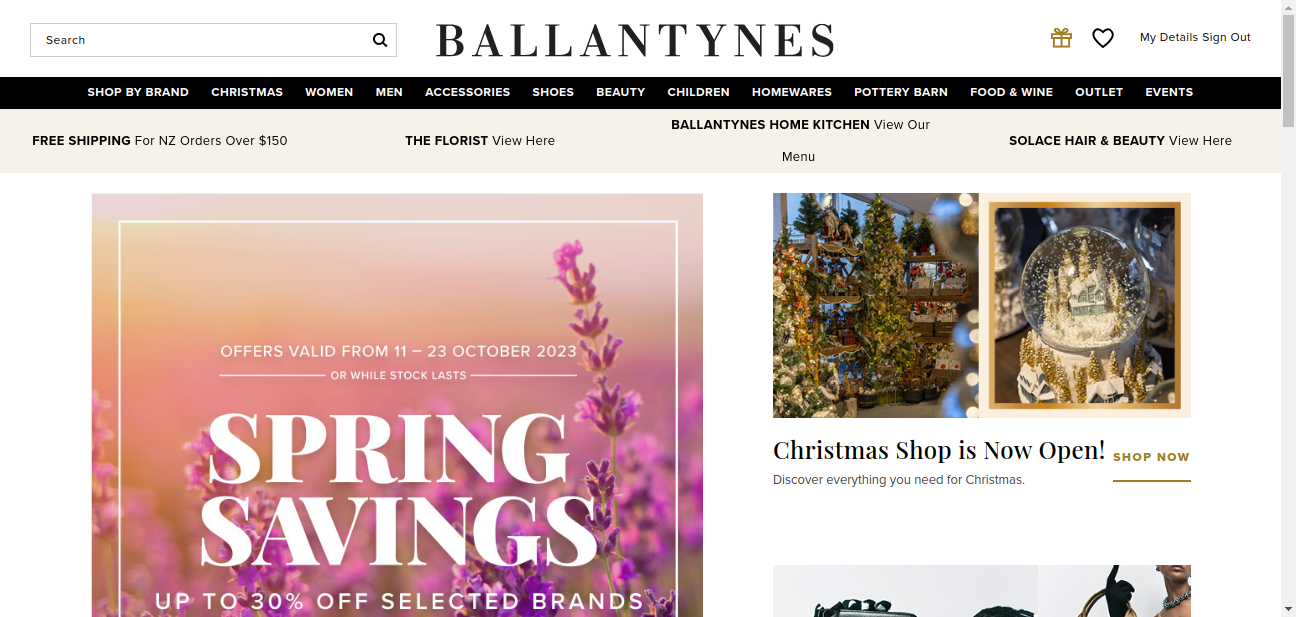 Search
BALLANTYNES
My Details Sign Out
SHOP BY BRAND CHRISTMAS WOMEN MEN ACCESSORIES SHOES BEAUTY CHILDREN HOMEWARES POTTERY BARN FOOD & WINE OUTLET EVENTS
FREE SHIPPING For NZ Orders Over $150
THE FLORIST View Here
BALLANTYNES HOME KITCHEN View Our
Menu
SOLACE HAIR & BEAUTY View Here
OFFERS VALID FROM 11 – 23 OCTOBER 2023
OR WHILE STOCK LASTS
SPRING
SAVINGS
UP TO 30% OFF SELECTED BRANDS
Christmas Shop is Now Open!
SHOP NOW
Discover everything you need for Christmas.